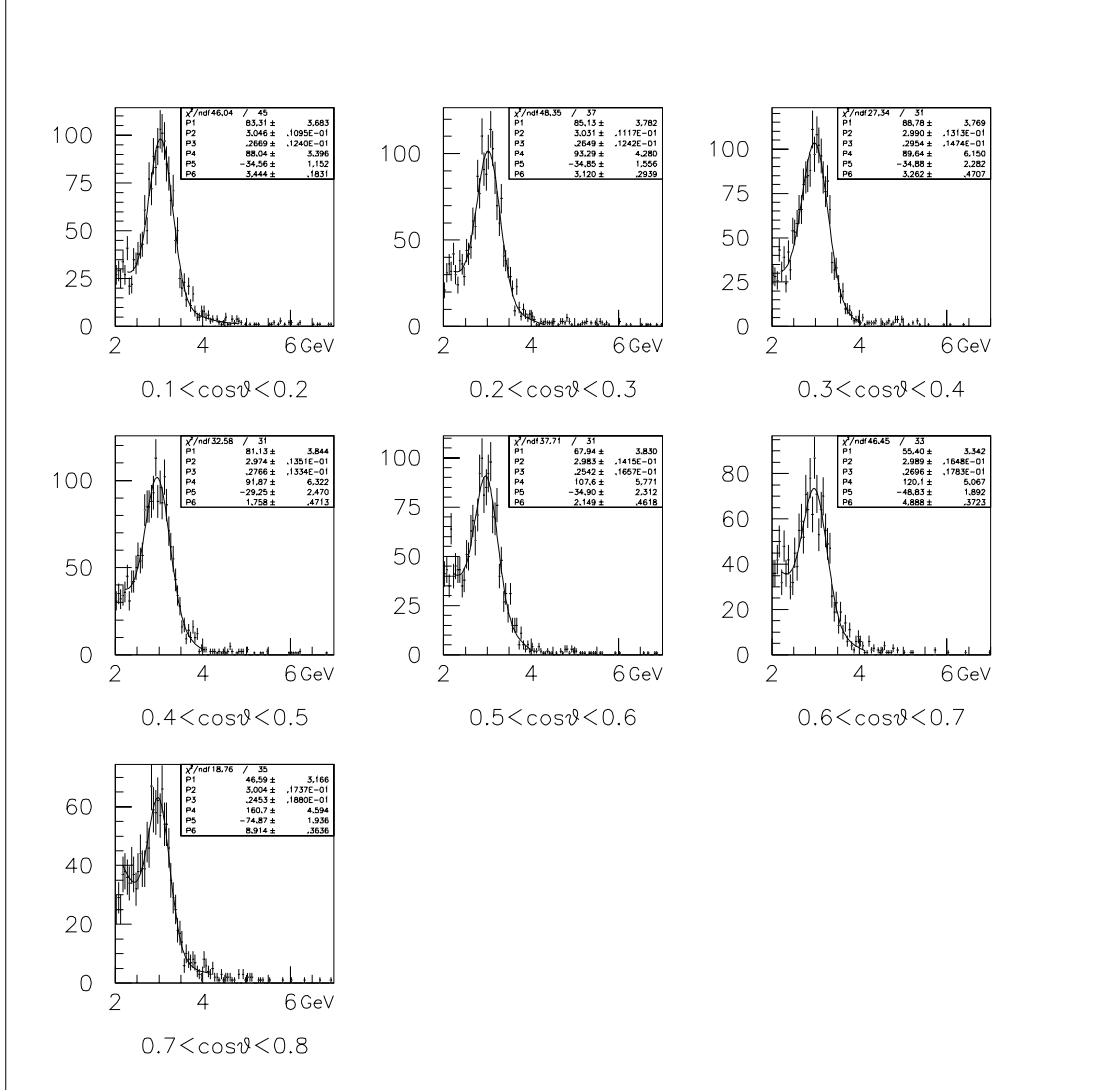 χ²/ndf 46.04 / 45
P1 83.31 ± 3.683
P2 3.046 ± .1095E-01
P3 .2669 ± .1240E-01
P4 88.04 ± 3.396
P5 -34.56 ± 1.152
P6 3.444 ± .1831
100
75
50
25
0
2 4 6 GeV
0.1<cosϑ<0.2
χ²/ndf 48.35 / 37
P1 85.13 ± 3.782
P2 3.031 ± .1117E-01
P3 .2649 ± .1242E-01
P4 93.29 ± 4.280
P5 -34.85 ± 1.556
P6 3.120 ± .2939
100
50
0
2 4 6 GeV
0.2<cosϑ<0.3
χ²/ndf 27.34 / 31
P1 88.78 ± 3.769
P2 2.990 ± .1313E-01
P3 .2954 ± .1474E-01
P4 89.64 ± 6.150
P5 -34.88 ± 2.282
P6 3.262 ± .4707
100
75
50
25
0
2 4 6 GeV
0.3<cosϑ<0.4
χ²/ndf 32.58 / 31
P1 81.13 ± 3.844
P2 2.974 ± .1351E-01
P3 .2766 ± .1334E-01
P4 91.87 ± 6.322
P5 -29.25 ± 2.470
P6 1.758 ± .4713
100
50
0
2 4 6 GeV
0.4<cosϑ<0.5
χ²/ndf 37.71 / 31
P1 67.94 ± 3.830
P2 2.983 ± .1415E-01
P3 .2542 ± .1657E-01
P4 107.6 ± 5.771
P5 -34.90 ± 2.312
P6 2.149 ± .4618
100
75
50
25
0
2 4 6 GeV
0.5<cosϑ<0.6
χ²/ndf 46.45 / 33
P1 55.40 ± 3.342
P2 2.989 ± .1648E-01
P3 .2696 ± .1783E-01
P4 120.1 ± 5.067
P5 -48.83 ± 1.892
P6 4.888 ± .3723
80
60
40
20
0
2 4 6 GeV
0.6<cosϑ<0.7
χ²/ndf 18.76 / 35
P1 46.59 ± 3.166
P2 3.004 ± .1737E-01
P3 .2453 ± .1880E-01
P4 160.7 ± 4.594
P5 -74.87 ± 1.936
P6 8.914 ± .3636
60
40
20
0
2 4 6 GeV
0.7<cosϑ<0.8